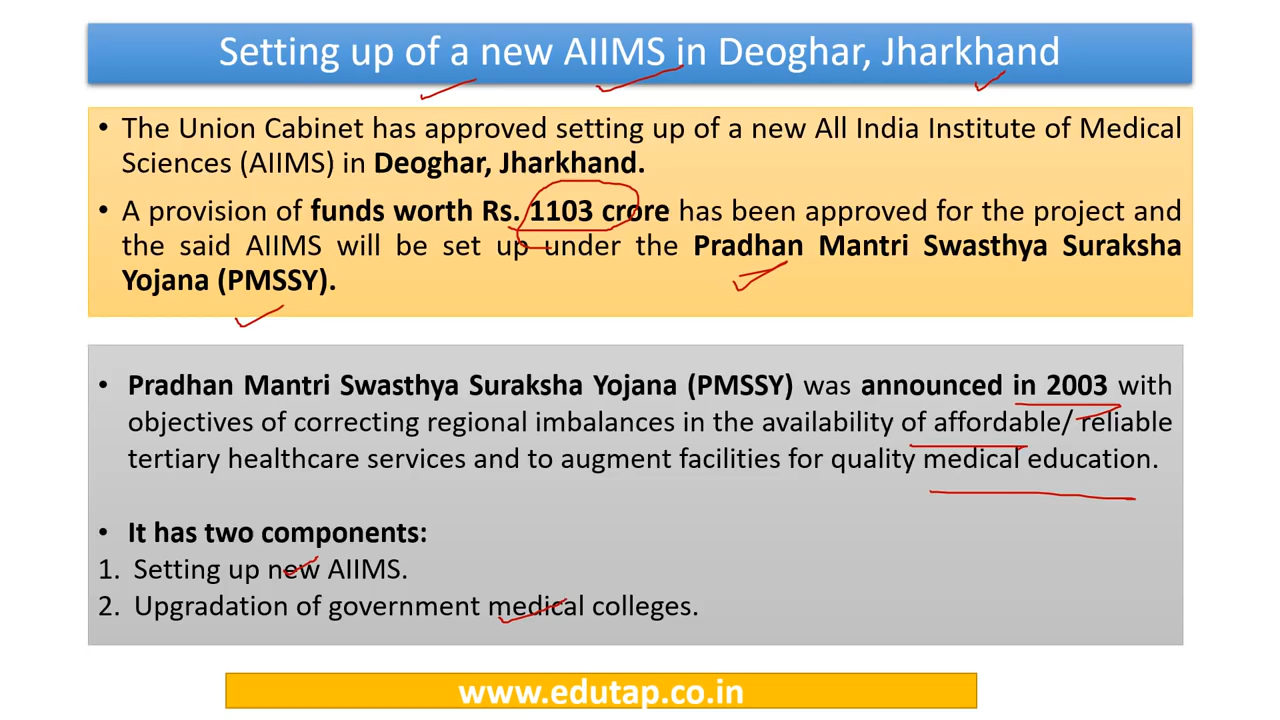 Setting up of a new AIIMS in Deoghar, Jharkhand
• The Union Cabinet has approved setting up of a new All India Institute of Medical
Sciences (AIIMS) in Deoghar, Jharkhand.
• A provision of funds worth Rs. 1103 crore has been approved for the project and
the said AIIMS will be set up under the Pradhan Mantri Swasthya Suraksha
Yojana (PMSSY).
• Pradhan Mantri Swasthya Suraksha Yojana (PMSSY) was announced in 2003 with
objectives of correcting regional imbalances in the availability of affordable/ reliable
tertiary healthcare services and to augment facilities for quality medical education.
• It has two components:
1. Setting up new AIIMS.
2. Upgradation of government medical colleges.
www.edutap.co.in